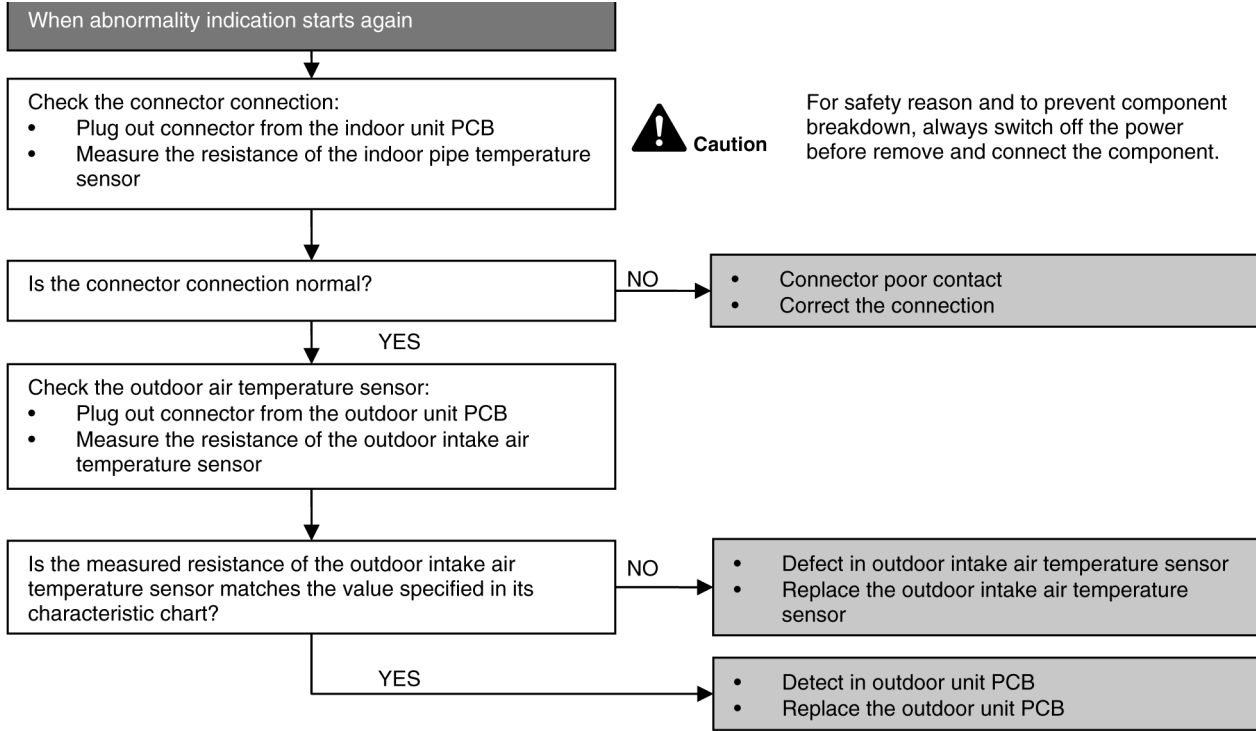 When abnormality indication starts again
Check the connector connection:
• Plug out connector from the indoor unit PCB
• Measure the resistance of the indoor pipe temperature
sensor
Caution
For safety reason and to prevent component
breakdown, always switch off the power
before remove and connect the component.
Is the connector connection normal?
NO
• Connector poor contact
• Correct the connection
YES
Check the outdoor air temperature sensor:
• Plug out connector from the outdoor unit PCB
• Measure the resistance of the outdoor intake air
temperature sensor
Is the measured resistance of the outdoor intake air
temperature sensor matches the value specified in its
characteristic chart?
NO
• Defect in outdoor intake air temperature sensor
• Replace the outdoor intake air temperature
sensor
YES
• Detect in outdoor unit PCB
• Replace the outdoor unit PCB